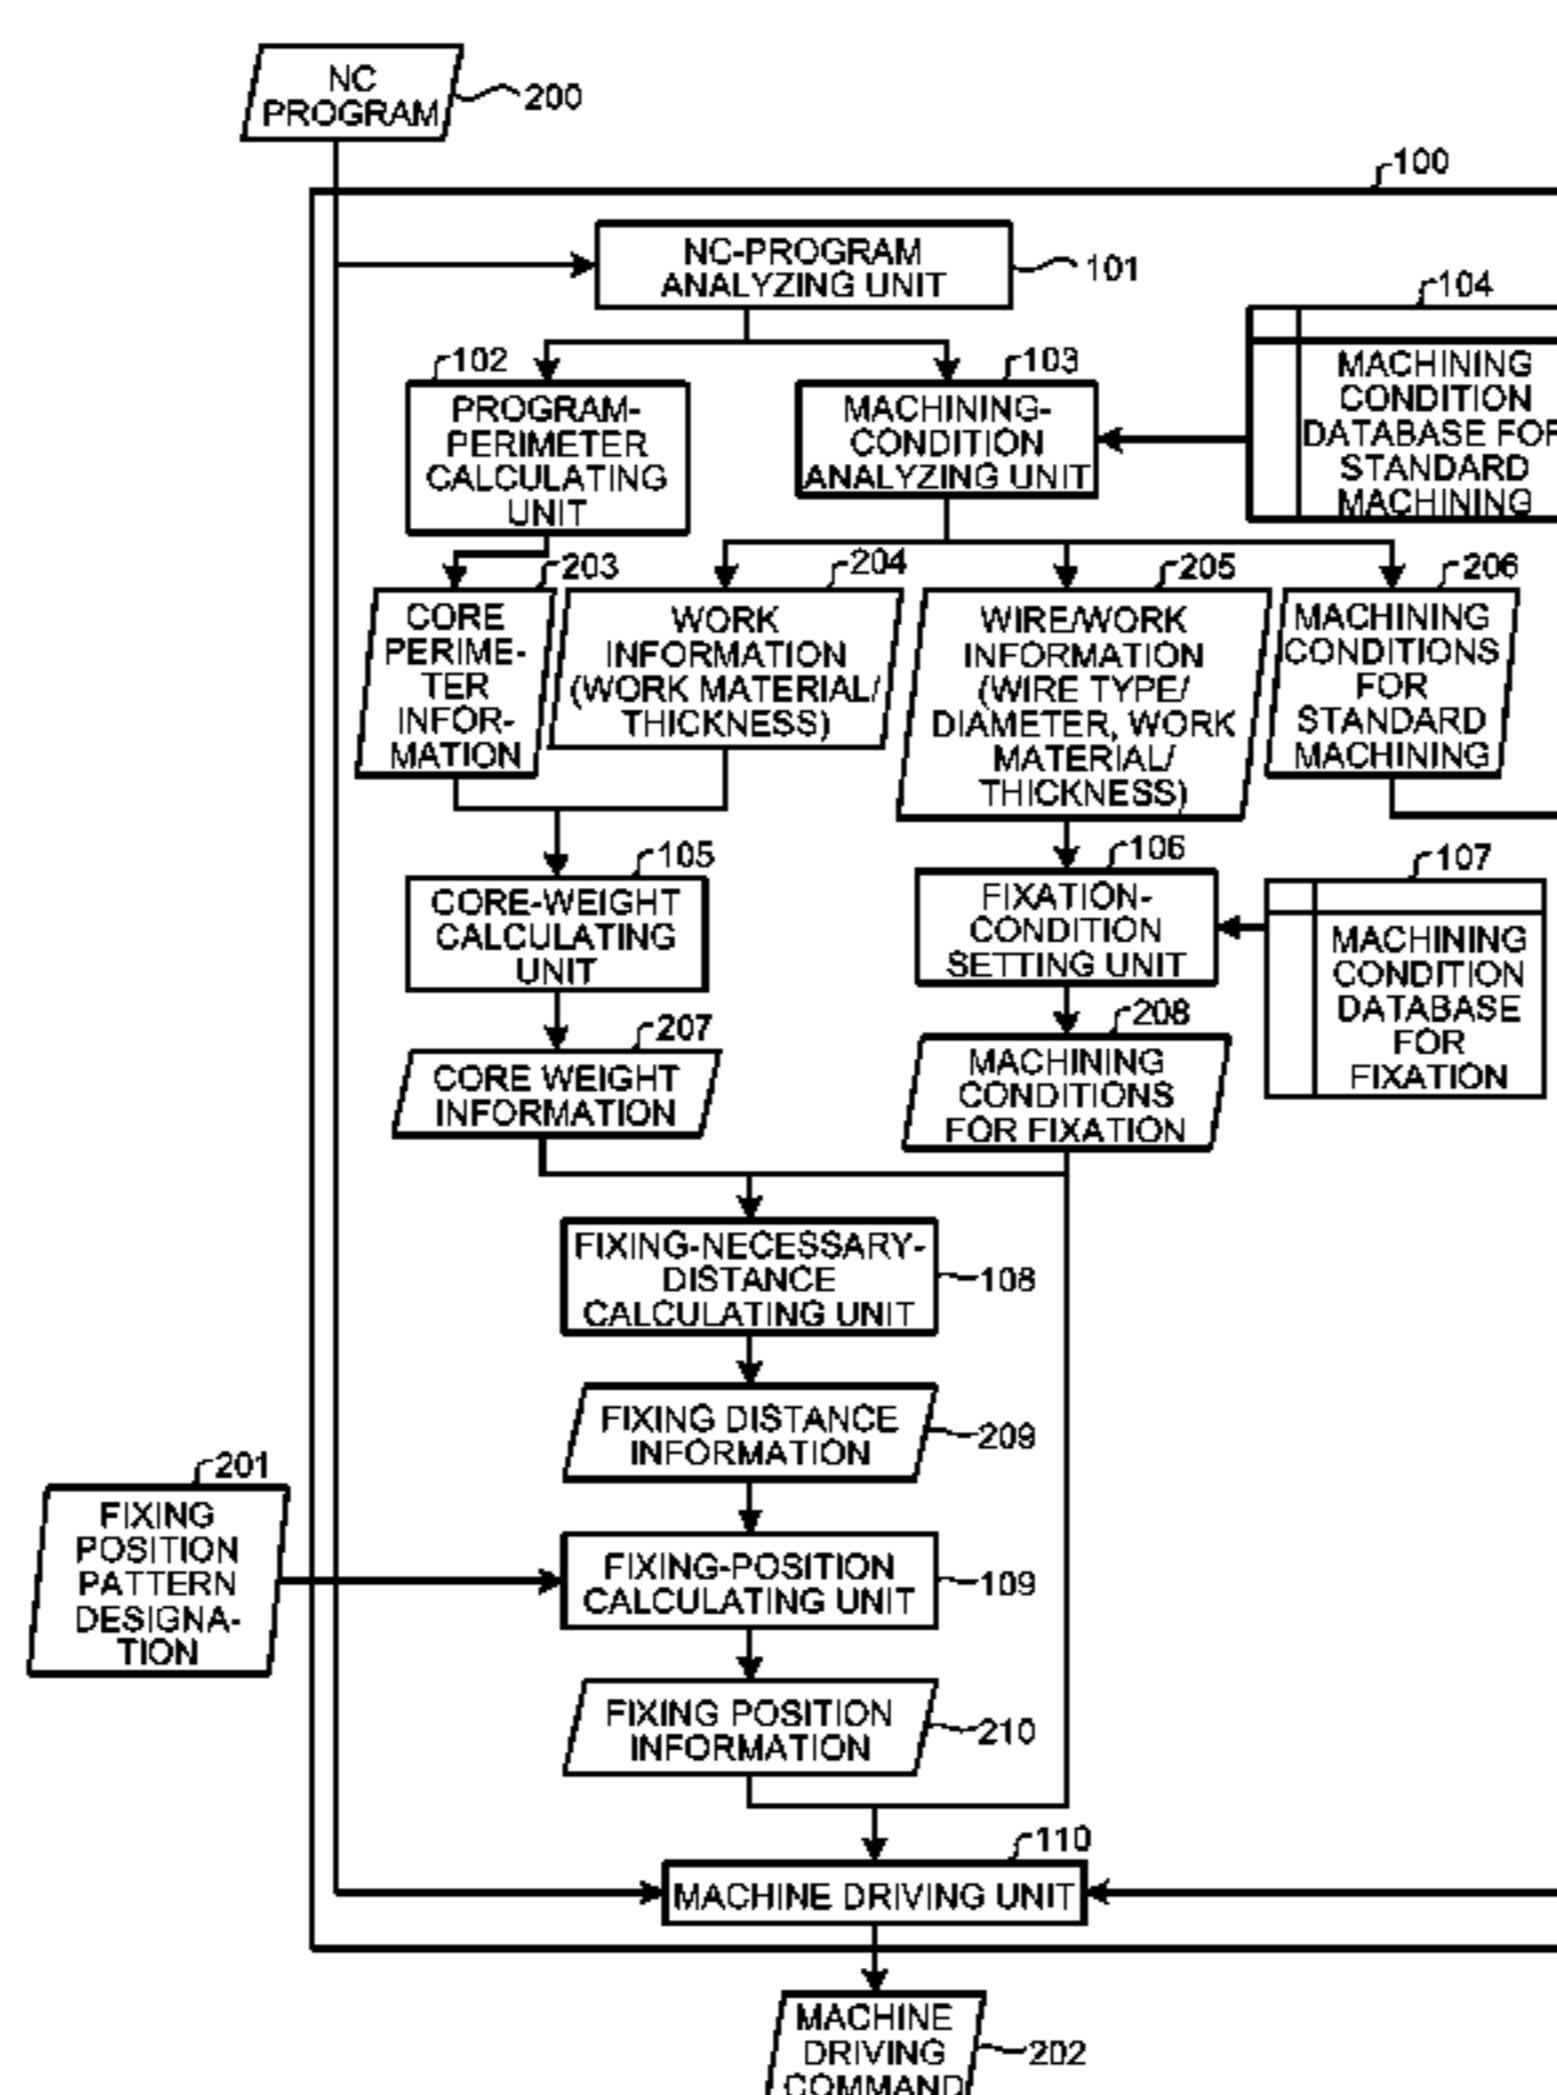 NC
PROGRAM
200
100
NC-PROGRAM
ANALYZING UNIT
101
104
MACHINING
CONDITION
DATABASE FOR
STANDARD
MACHINING
102
PROGRAM-
PERIMETER
CALCULATING
UNIT
103
MACHINING-
CONDITION
ANALYZING UNIT
203
CORE
PERIME-
TER
INFOR-
MATION
204
WORK
INFORMATION
(WORK MATERIAL/
THICKNESS)
205
WIRE/WORK
INFORMATION
(WIRE TYPE/
DIAMETER, WORK
MATERIAL/
THICKNESS)
206
MACHINING
CONDITIONS
FOR
STANDARD
MACHINING
105
CORE-WEIGHT
CALCULATING
UNIT
106
FIXATION-
CONDITION
SETTING UNIT
107
MACHINING
CONDITION
DATABASE
FOR
FIXATION
207
CORE WEIGHT
INFORMATION
208
MACHINING
CONDITIONS
FOR FIXATION
FIXING-NECESSARY-
DISTANCE
CALCULATING UNIT
108
FIXING DISTANCE
INFORMATION
209
201
FIXING
POSITION
PATTERN
DESIGNA-
TION
FIXING-POSITION
CALCULATING UNIT
109
FIXING POSITION
INFORMATION
210
110
MACHINE DRIVING UNIT
MACHINE
DRIVING
COMMAND
202